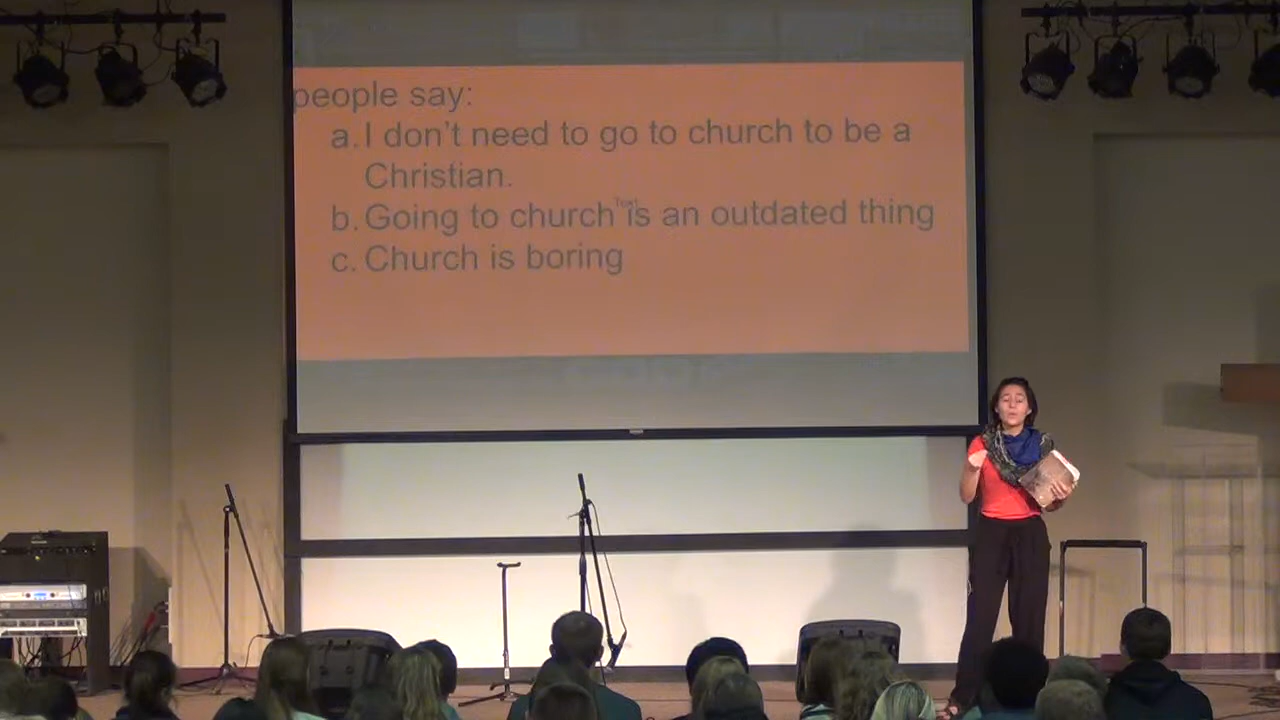 people say:
a. I don't need to go to church to be a
Christian.
b. Going to church is an outdated thing
c. Church is boring
Text